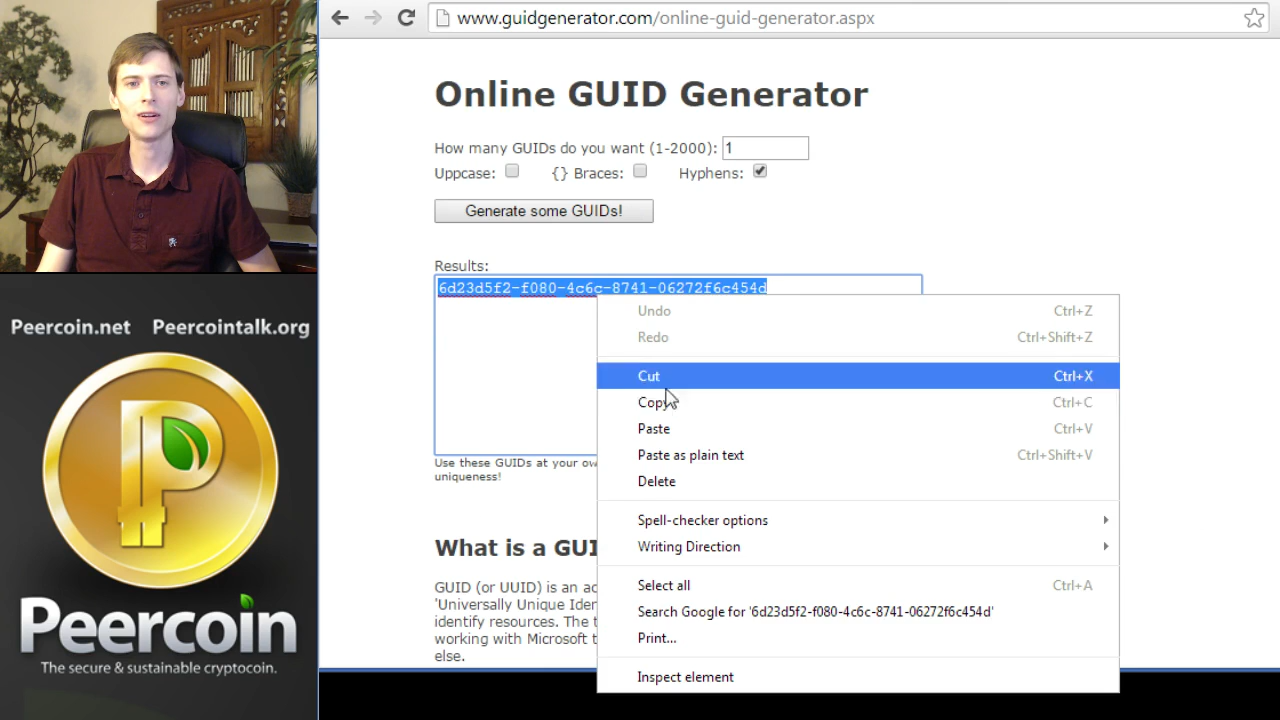 www.guidgenerator.com/online-guid-generator.aspx
Online GUID Generator
How many GUIDs do you want (1-2000): 1
Uppcase: {} Braces: Hyphens:
Generate some GUIDs!
Results:
6d23d5f2-f080-4c6c-8741-06272f6c454d
Undo Ctrl+Z
Redo Ctrl+Shift+Z
Cut Ctrl+X
Copy Ctrl+C
Paste Ctrl+V
Paste as plain text Ctrl+Shift+V
Delete
Spell-checker options
Writing Direction
Select all Ctrl+A
Search Google for '6d23d5f2-f080-4c6c-8741-06272f6c454d'
Print...
Inspect element
Use these GUIDs at your
uniqueness!
What is a
GUID (or UUID) is an
'Universally Unique
identify resources. The
working with Microsoft
else.
Peercoin.net Peercointalk.org
Peercoin
The secure & sustainable cryptocoin.